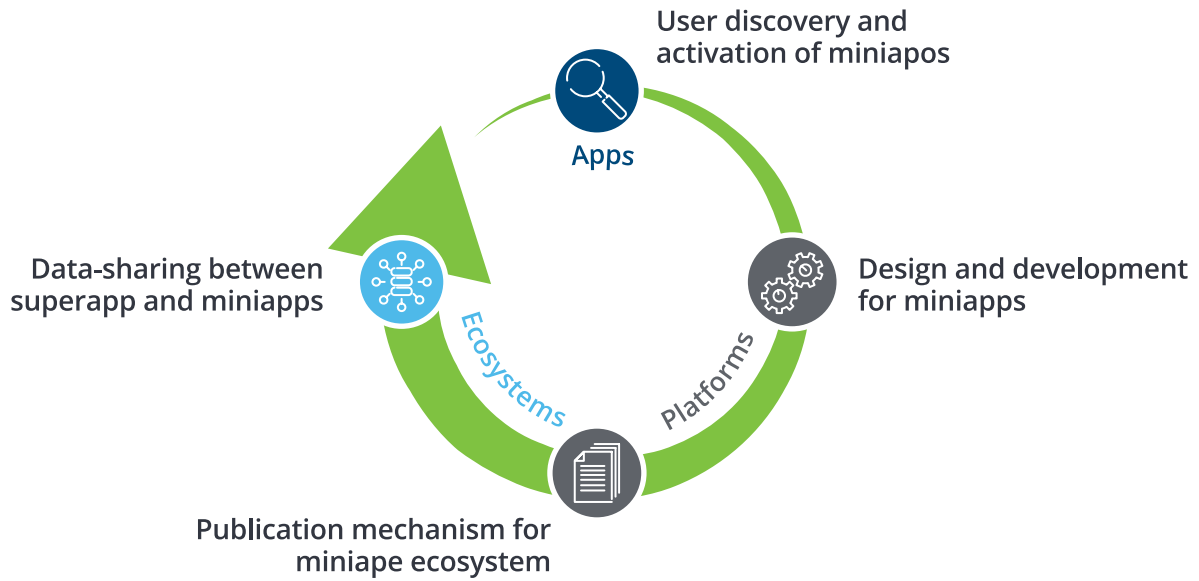 User discovery and
activation of miniapos
Apps
Data-sharing between
superapp and miniapps
Design and development
for miniapps
Ecosystems
Platforms
Publication mechanism for
miniape ecosystem